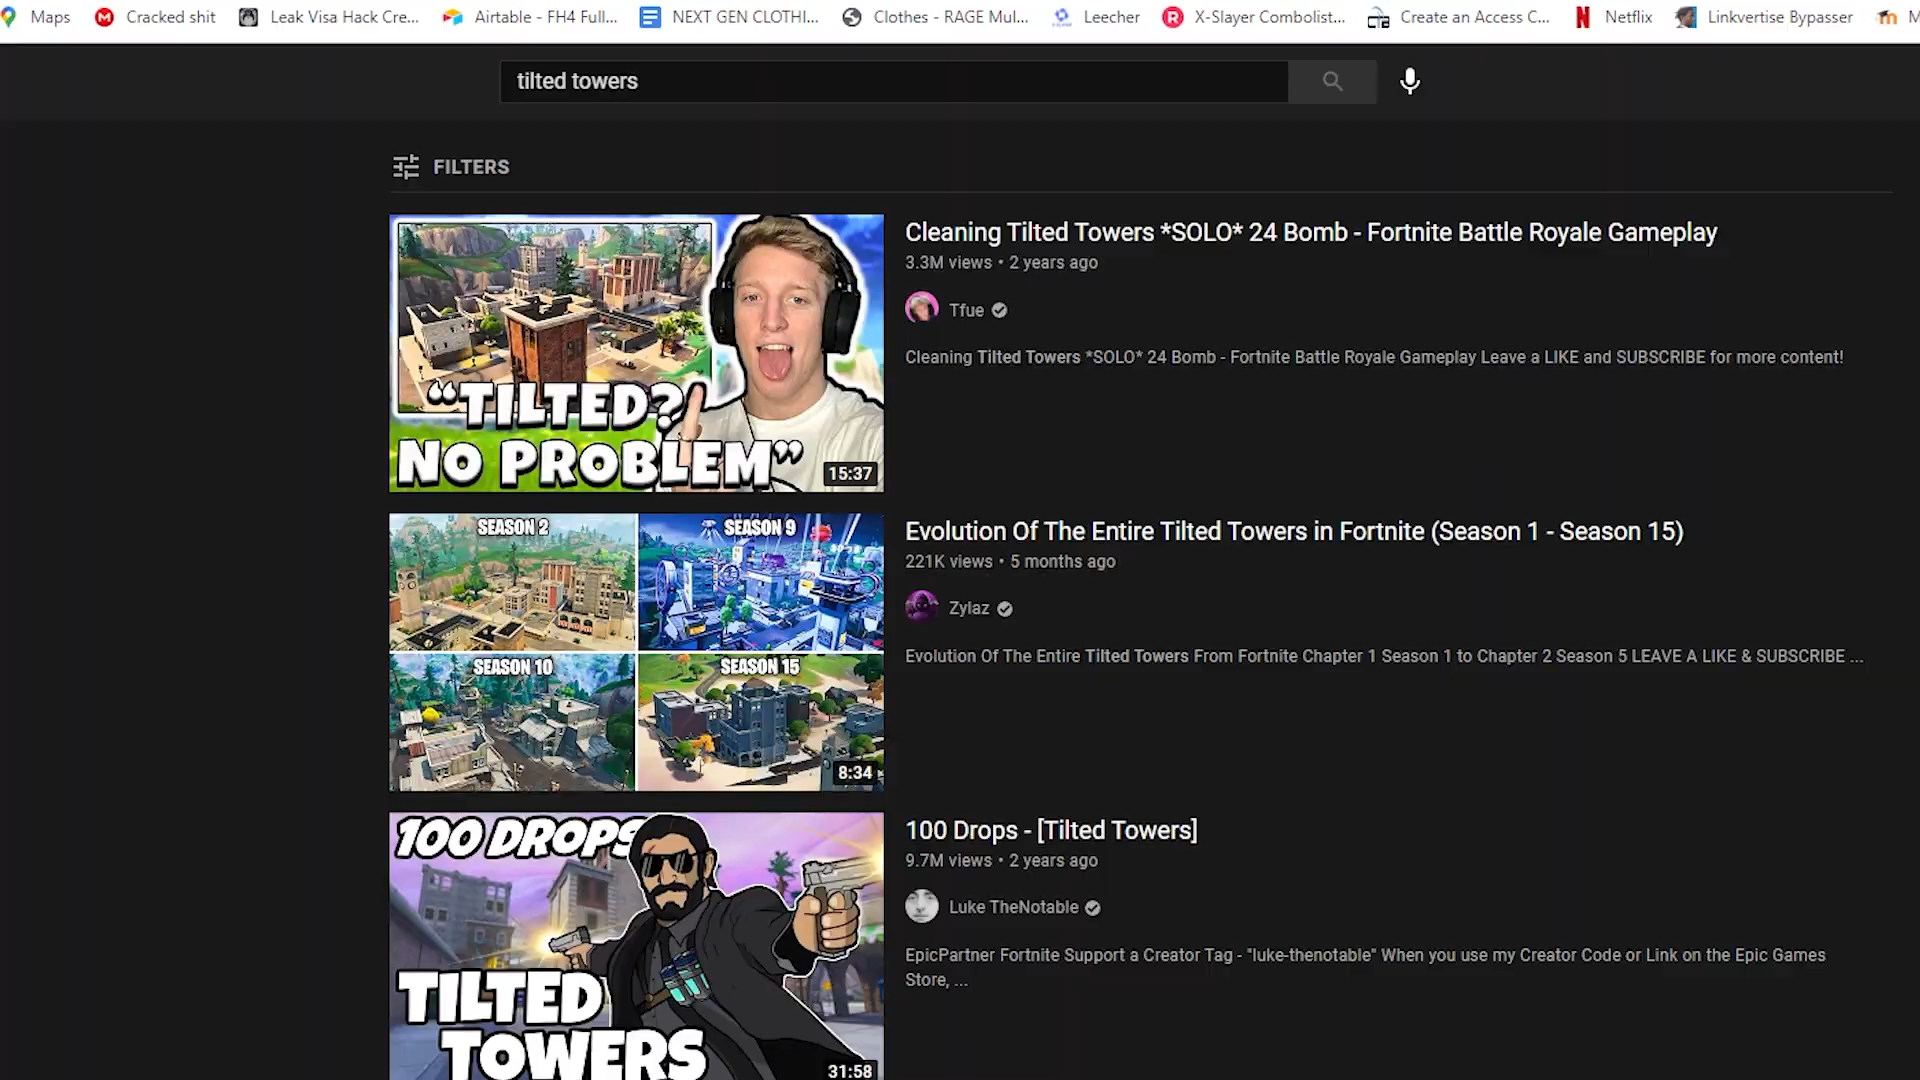 Maps
Cracked shit
Leak Visa Hack Cre...
Airtable - FH4 Full...
NEXT GEN CLOTHI...
Clothes - RAGE Mul...
Leecher
X-Slayer Combolist...
Create an Access C...
Netflix
Linkvertise Bypasser
M
tilted towers
FILTERS
"TILTED?
NO PROBLEM"
15:37
Cleaning Tilted Towers *SOLO* 24 Bomb - Fortnite Battle Royale Gameplay
3.3M views • 2 years ago
Tfue
Cleaning Tilted Towers *SOLO* 24 Bomb - Fortnite Battle Royale Gameplay Leave a LIKE and SUBSCRIBE for more content!
SEASON 2
SEASON 9
SEASON 10
SEASON 15
8:34
Evolution Of The Entire Tilted Towers in Fortnite (Season 1 - Season 15)
221K views • 5 months ago
Zylaz
Evolution Of The Entire Tilted Towers From Fortnite Chapter 1 Season 1 to Chapter 2 Season 5 LEAVE A LIKE & SUBSCRIBE ...
100 DROPS
TILTED
TOWERS
31:58
100 Drops - [Tilted Towers]
9.7M views • 2 years ago
Luke TheNotable
EpicPartner Fortnite Support a Creator Tag - "luke-thenotable" When you use my Creator Code or Link on the Epic Games
Store, ...